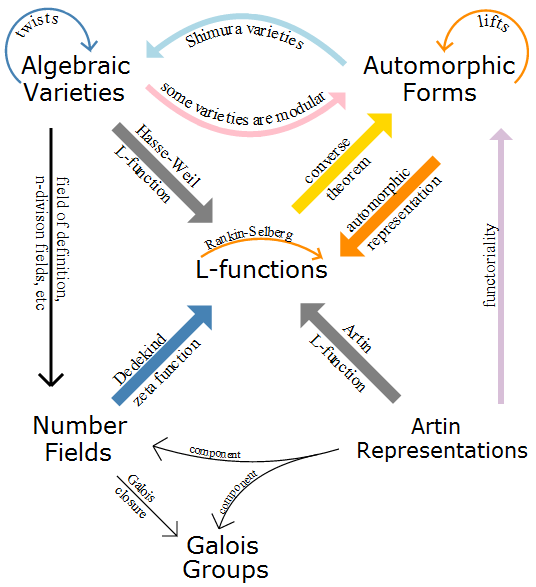 twists
Shimura varieties
lifts
Algebraic
Varieties
Automorphic
Forms
some varieties are modular
Hasse-Weil
L-function
converse
theorem
automorphic
representation
field of definition,
n-divison fields, etc
functoriality
Rankin-Selberg
L-functions
Dedekind
zeta function
Artin
L-function
Number
Fields
Artin
Representations
component
component
Galois
closure
Galois
Groups